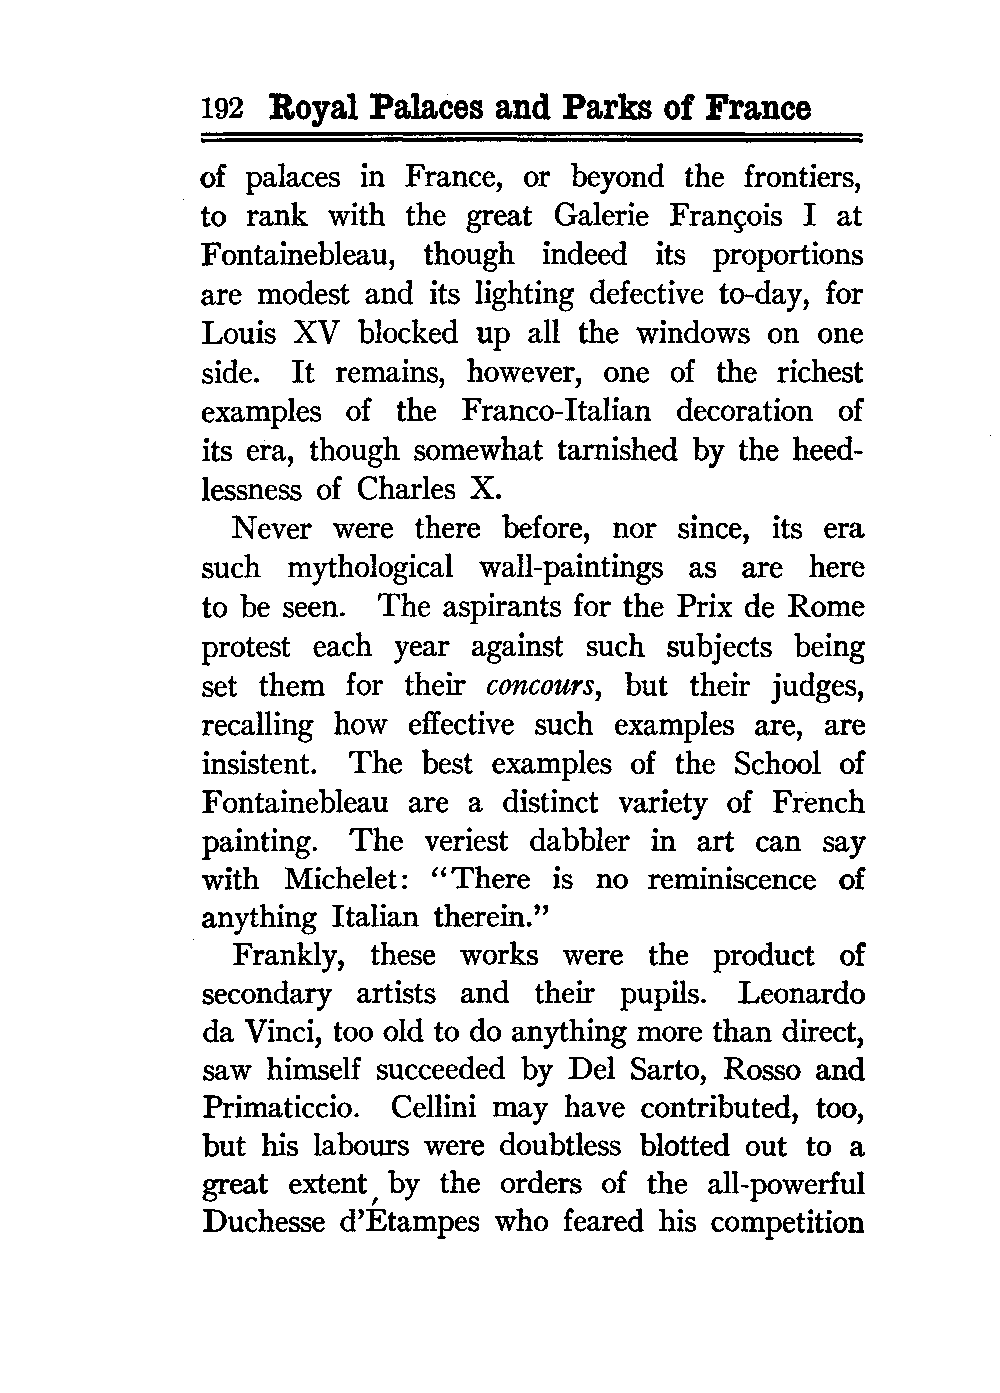 192 Royal Palaces and Parks of France
of palaces in France, or beyond the frontiers,
to rank with the great Galerie François I at
Fontainebleau, though indeed its proportions
are modest and its lighting defective to-day, for
Louis XV blocked up all the windows on one
side. It remains, however, one of the richest
examples of the Franco-Italian decoration of
its era, though somewhat tarnished by the heed-
lessness of Charles X.
Never were there before, nor since, its era
such mythological wall-paintings as are here
to be seen. The aspirants for the Prix de Rome
protest each year against such subjects being
set them for their concours, but their judges,
recalling how effective such examples are, are
insistent. The best examples of the School of
Fontainebleau are a distinct variety of French
painting. The veriest dabbler in art can say
with Michelet: "There is no reminiscence of
anything Italian therein."
Frankly, these works were the product of
secondary artists and their pupils. Leonardo
da Vinci, too old to do anything more than direct,
saw himself succeeded by Del Sarto, Rosso and
Primaticcio. Cellini may have contributed, too,
but his labours were doubtless blotted out to a
great extent by the orders of the all-powerful
Duchesse d'Étampes who feared his competition